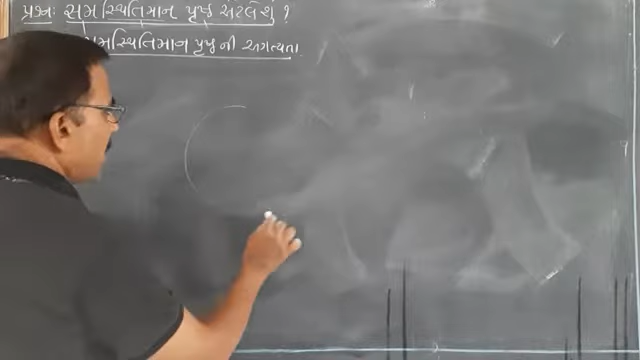 પ્રશ્ન: સમસ્થિતિમાન પૃષ્ઠ એટલે શું ?
સમસ્થિતિમાન પૃષ્ઠની અગત્યતા.